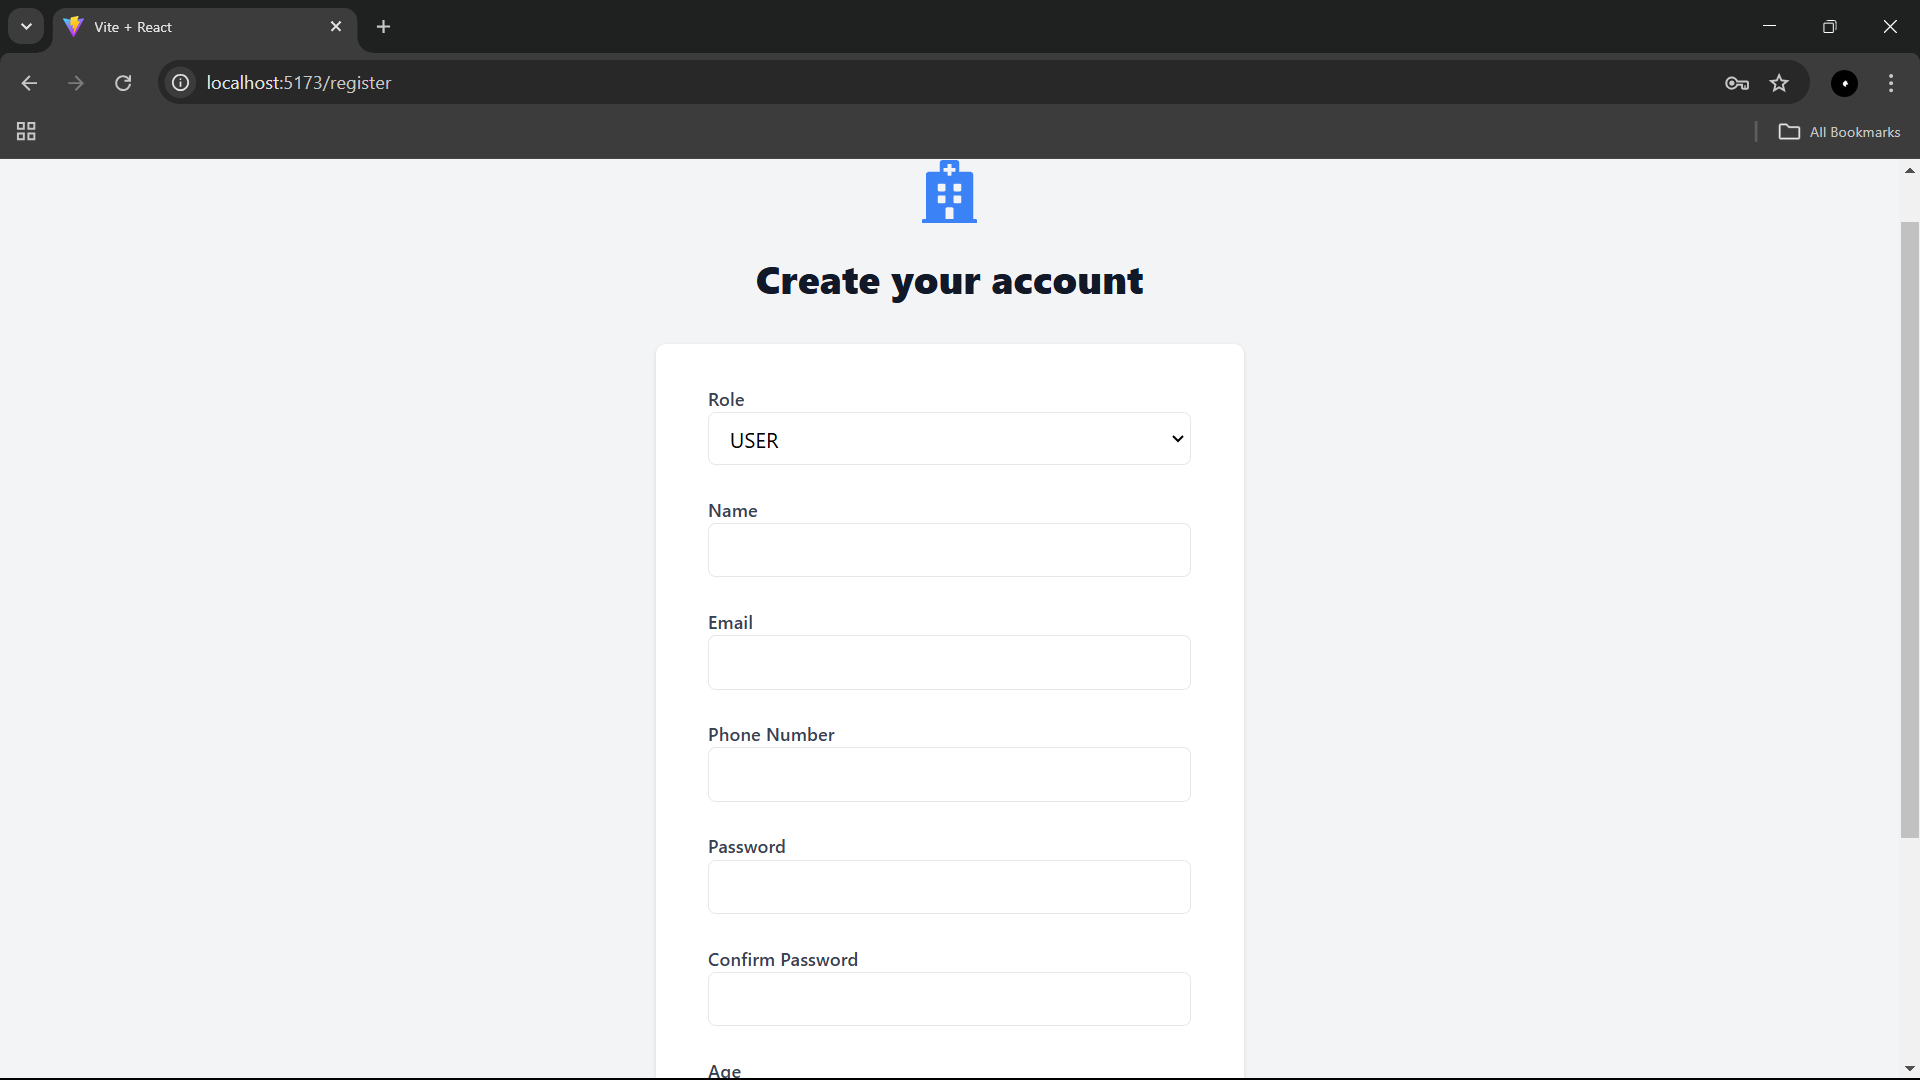 Vite + React
localhost:5173/register
All Bookmarks
Create your account
Role
USER
Name
Email
Phone Number
Password
Confirm Password
Age